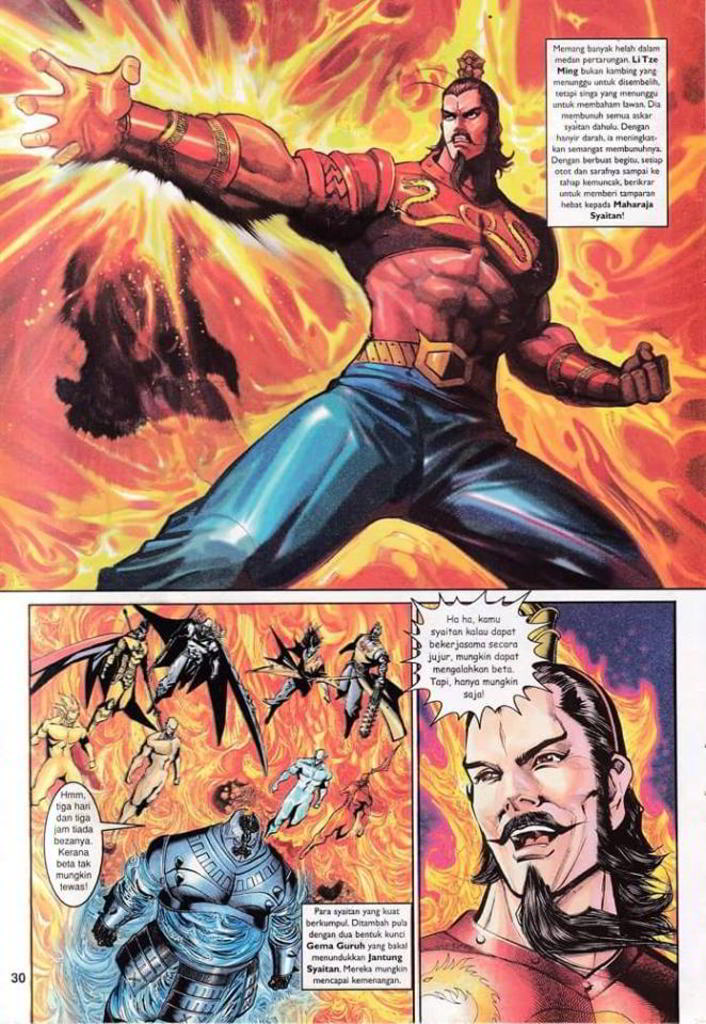 Memang banyak helah dalam
pertarungan. Li Tze
Ming bukan kambing yang
menunggu untuk disembelih,
tetapi singa yang menunggu
untuk membaham lawan. Dia
membunuh semua askar
syaitan dahulu. Dengan
hanyir darah, ia meningkat-
kan semangat membunuhnya.
Dengan berbuat begitu, setiap
otot dan sarafnya sampai ke
tahap kemuncak, berikrar
untuk memberi tamparan
hebat kepada Maharaja
Syaitan!
Hmm,
tiga hari
dan tiga
jam tiada
bezanya.
Kerana
beta tak
mungkin
tewas!
Para syaitan yang kuat
berkumpul. Ditambah pula
dengan dua bentuk kunci
Gema Guruh yang bakal
menundukkan Jantung
Syaitan. Mereka mungkin
mencapai kemenangan.
Ha ha, kamu
syaitan kalau dapat
bekerjasama secara
jujur, mungkin dapat
mengalahkan beta.
Tapi, hanya mungkin
saja!
30